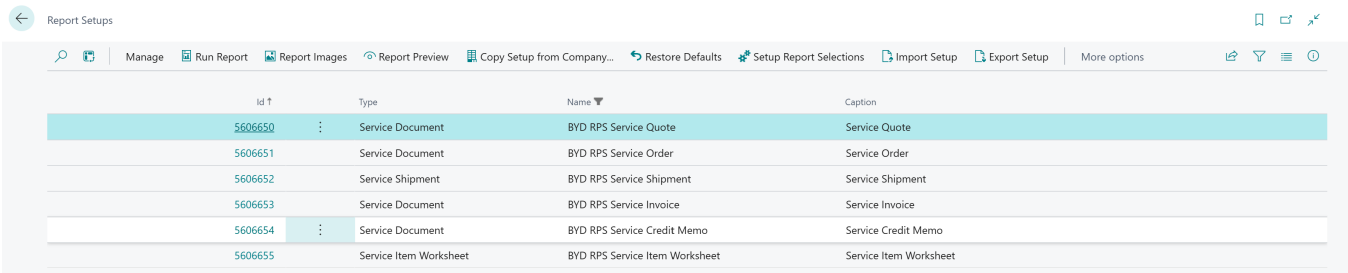 Report Setups
Manage Run Report Report Images Report Preview Copy Setup from Company... Restore Defaults Setup Report Selections Import Setup Export Setup More options
Id ↑ Type Name Caption
5606650 Service Document BYD RPS Service Quote Service Quote
5606651 Service Document BYD RPS Service Order Service Order
5606652 Service Shipment BYD RPS Service Shipment Service Shipment
5606653 Service Document BYD RPS Service Invoice Service Invoice
5606654 Service Document BYD RPS Service Credit Memo Service Credit Memo
5606655 Service Item Worksheet BYD RPS Service Item Worksheet Service Item Worksheet